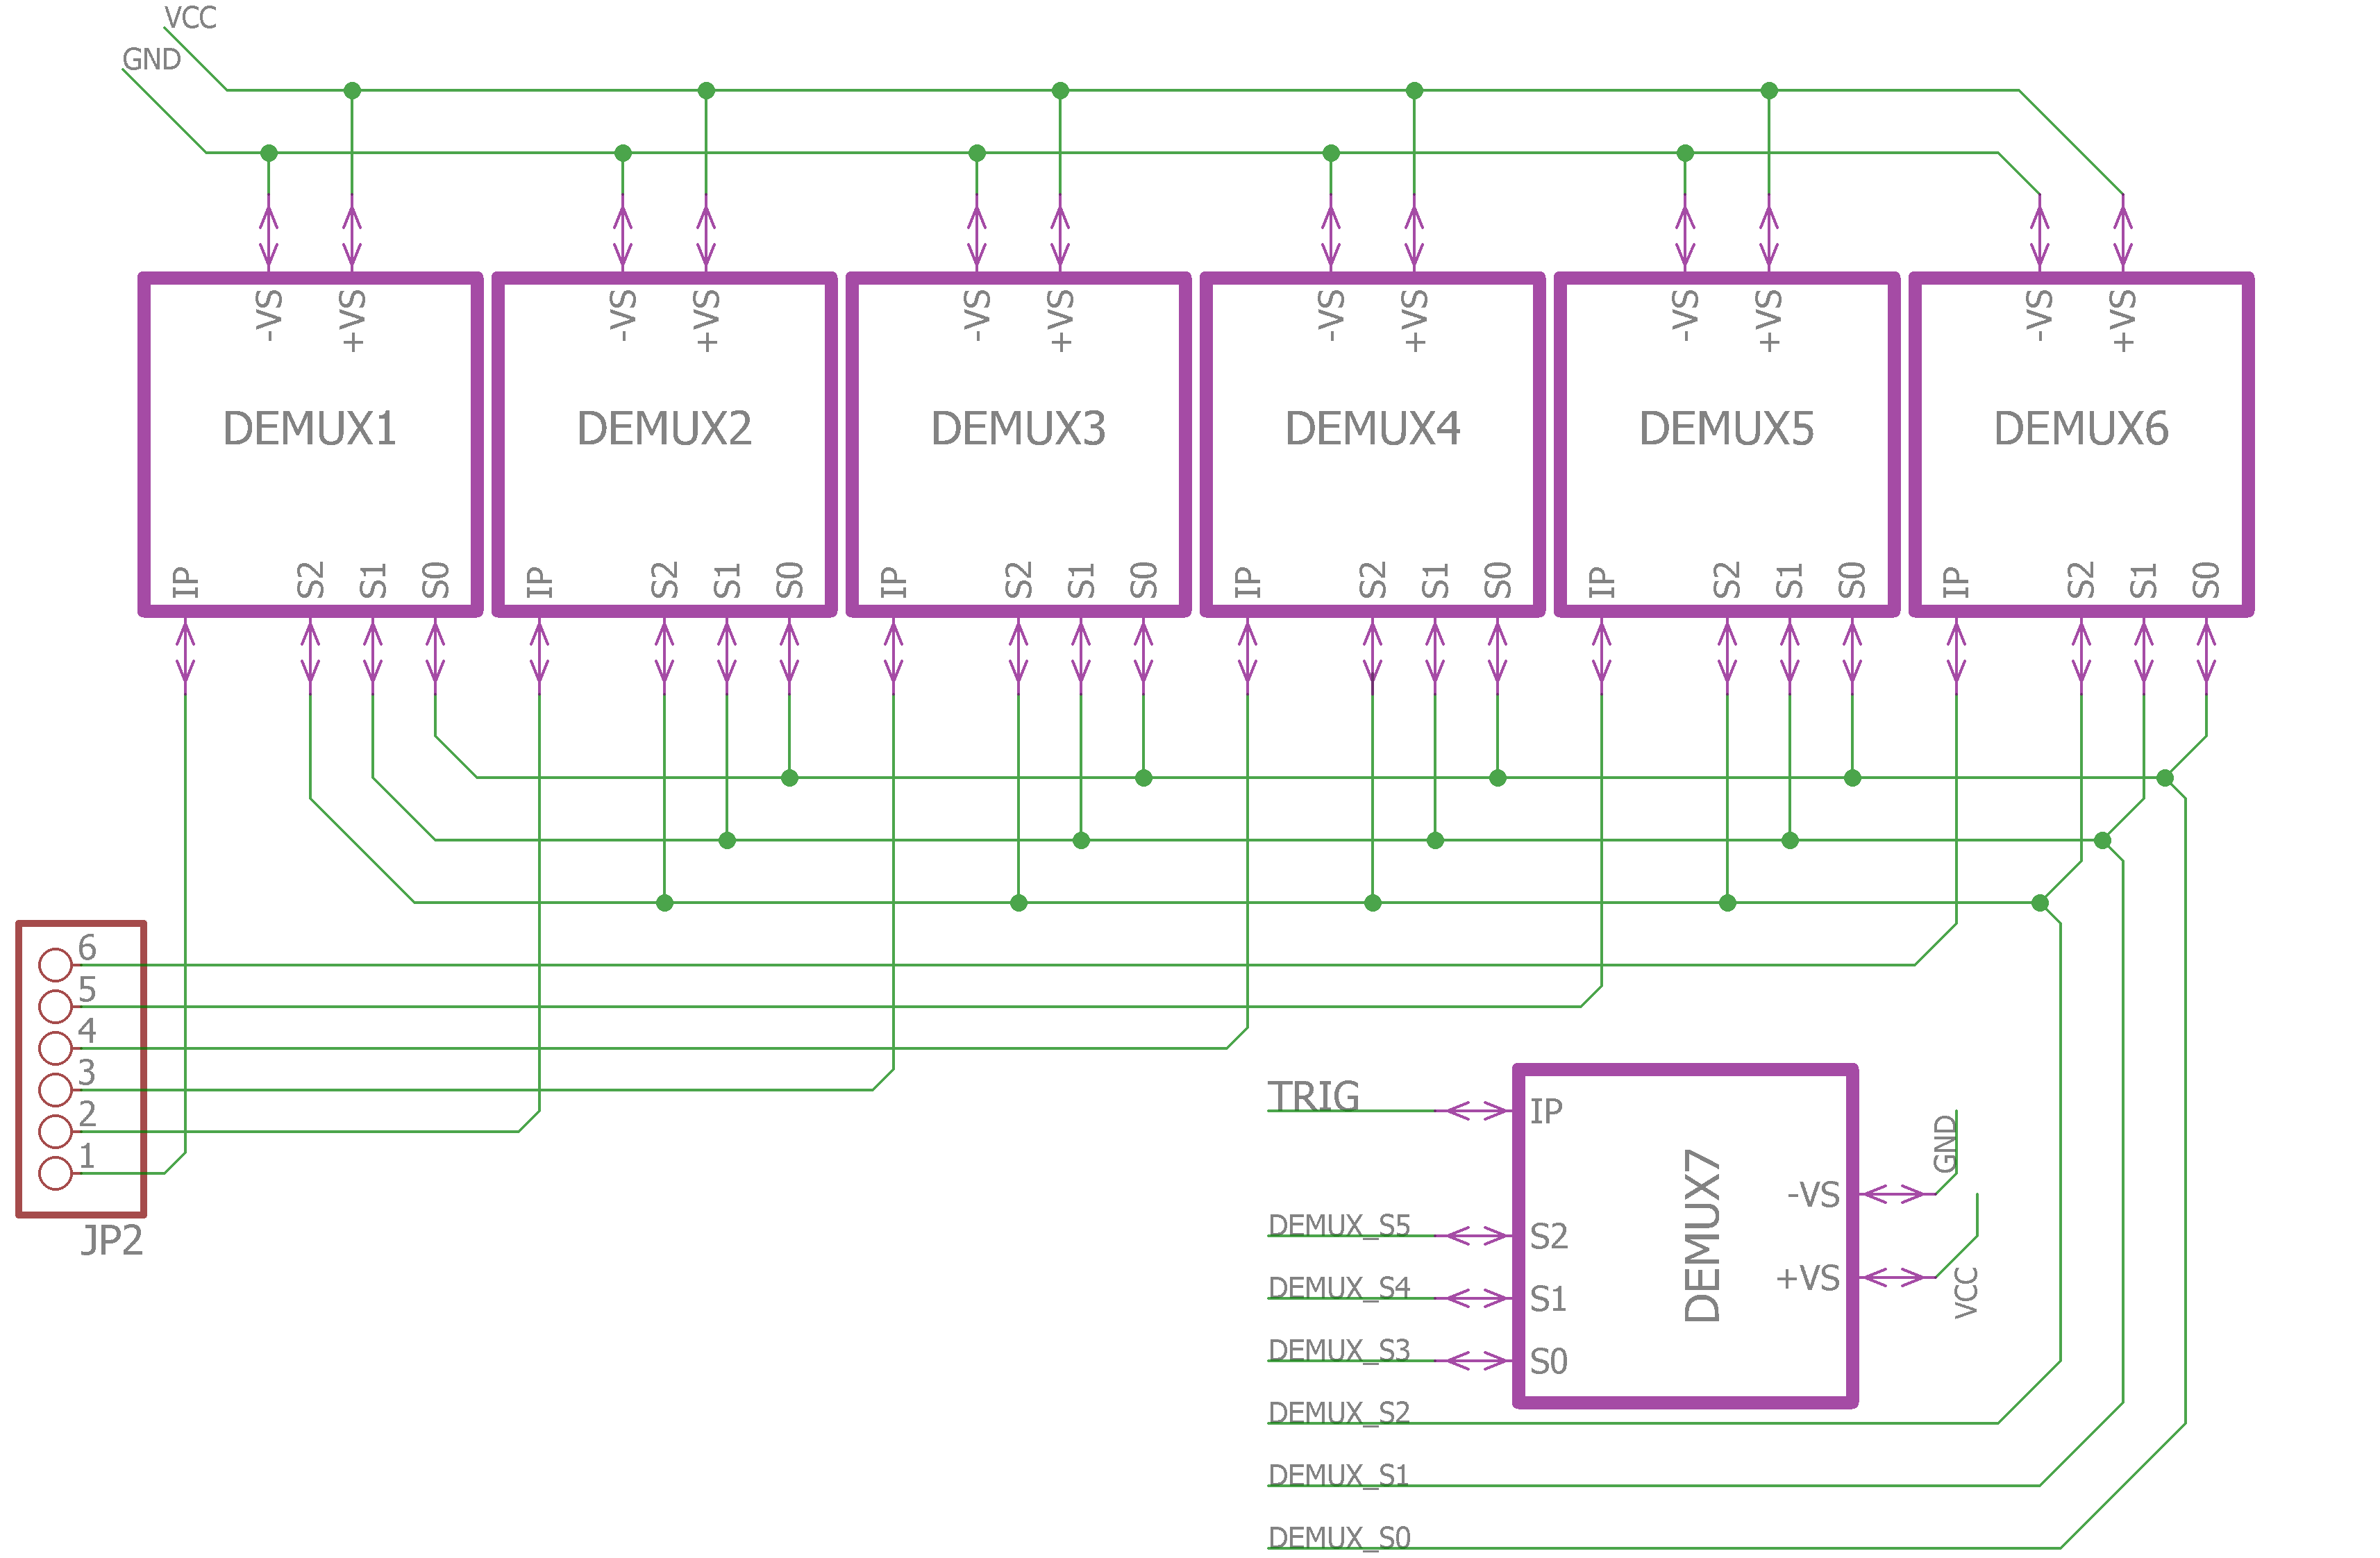 VCC
GND
-VS +VS -VS +VS -VS +VS -VS +VS -VS +VS -VS +VS
DEMUX1 DEMUX2 DEMUX3 DEMUX4 DEMUX5 DEMUX6
IP S2 S1 S0 IP S2 S1 S0 IP S2 S1 S0 IP S2 S1 S0 IP S2 S1 S0 IP S2 S1 S0
6
5
4
3
2
1
JP2
TRIG
DEMUX_S5
DEMUX_S4
DEMUX_S3
DEMUX_S2
DEMUX_S1
DEMUX_S0
IP
S2
S1
S0
DEMUX7
-VS
+VS
GND
VCC